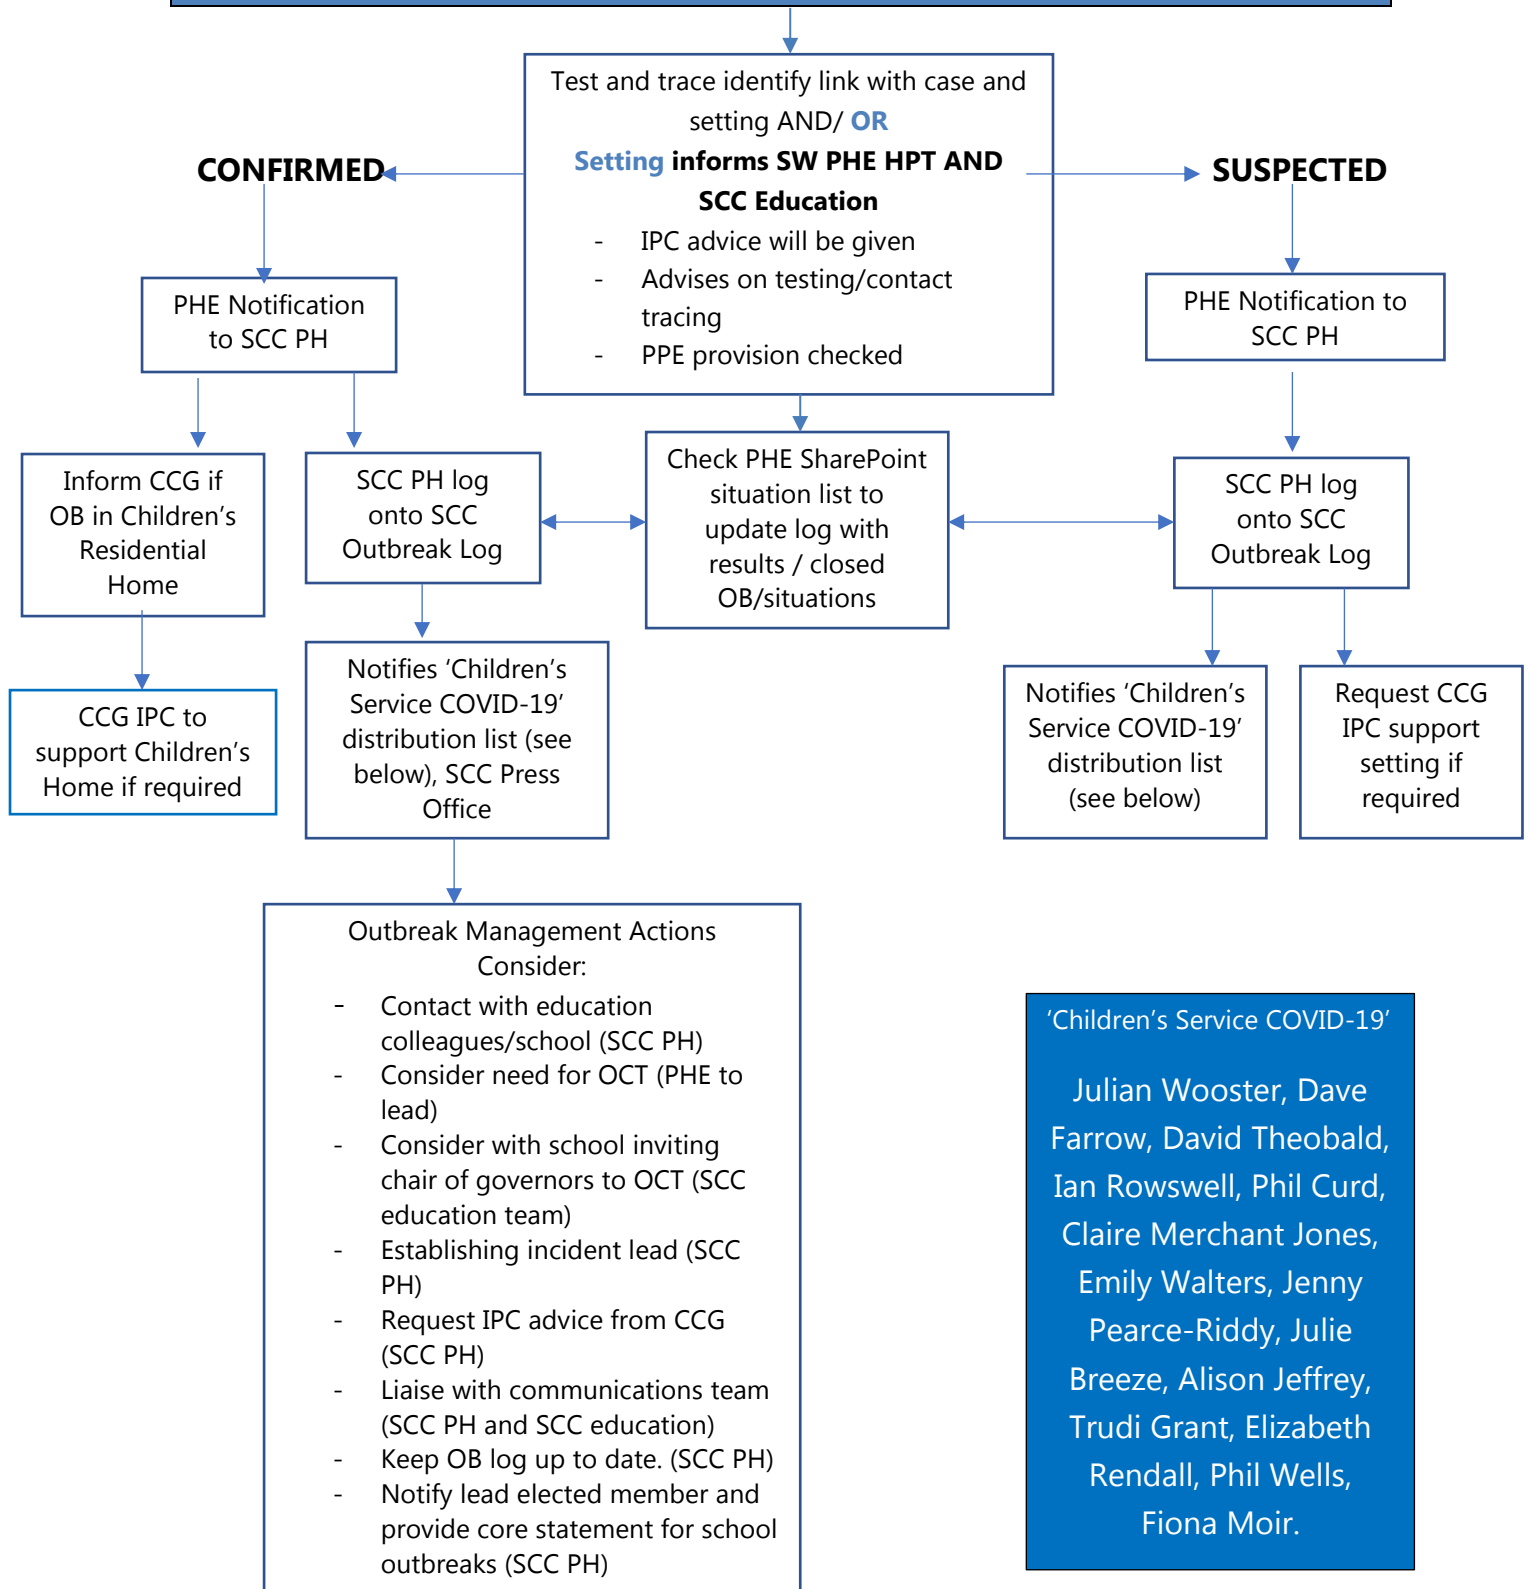 Test and trace identify link with case and
setting AND/ OR
Setting informs SW PHE HPT AND
SCC Education
- IPC advice will be given
- Advises on testing/contact
tracing
- PPE provision checked
CONFIRMED
SUSPECTED
PHE Notification
to SCC PH
PHE Notification to
SCC PH
Inform CCG if
OB in Children's
Residential
Home
SCC PH log
onto SCC
Outbreak Log
Check PHE SharePoint
situation list to
update log with
results / closed
OB/situations
SCC PH log
onto SCC
Outbreak Log
CCG IPC to
support Children's
Home if required
Notifies ‘Children’s
Service COVID-19’
distribution list (see
below), SCC Press
Office
Notifies ‘Children’s
Service COVID-19’
distribution list
(see below)
Request CCG
IPC support
setting if
required
Outbreak Management Actions
Consider:
- Contact with education
colleagues/school (SCC PH)
- Consider need for OCT (PHE to
lead)
- Consider with school inviting
chair of governors to OCT (SCC
education team)
- Establishing incident lead (SCC
PH)
- Request IPC advice from CCG
(SCC PH)
- Liaise with communications team
(SCC PH and SCC education)
- Keep OB log up to date. (SCC PH)
- Notify lead elected member and
provide core statement for school
outbreaks (SCC PH)
‘Children’s Service COVID-19’
Julian Wooster, Dave
Farrow, David Theobald,
Ian Rowswell, Phil Curd,
Claire Merchant Jones,
Emily Walters, Jenny
Pearce-Riddy, Julie
Breeze, Alison Jeffrey,
Trudi Grant, Elizabeth
Rendall, Phil Wells,
Fiona Moir.